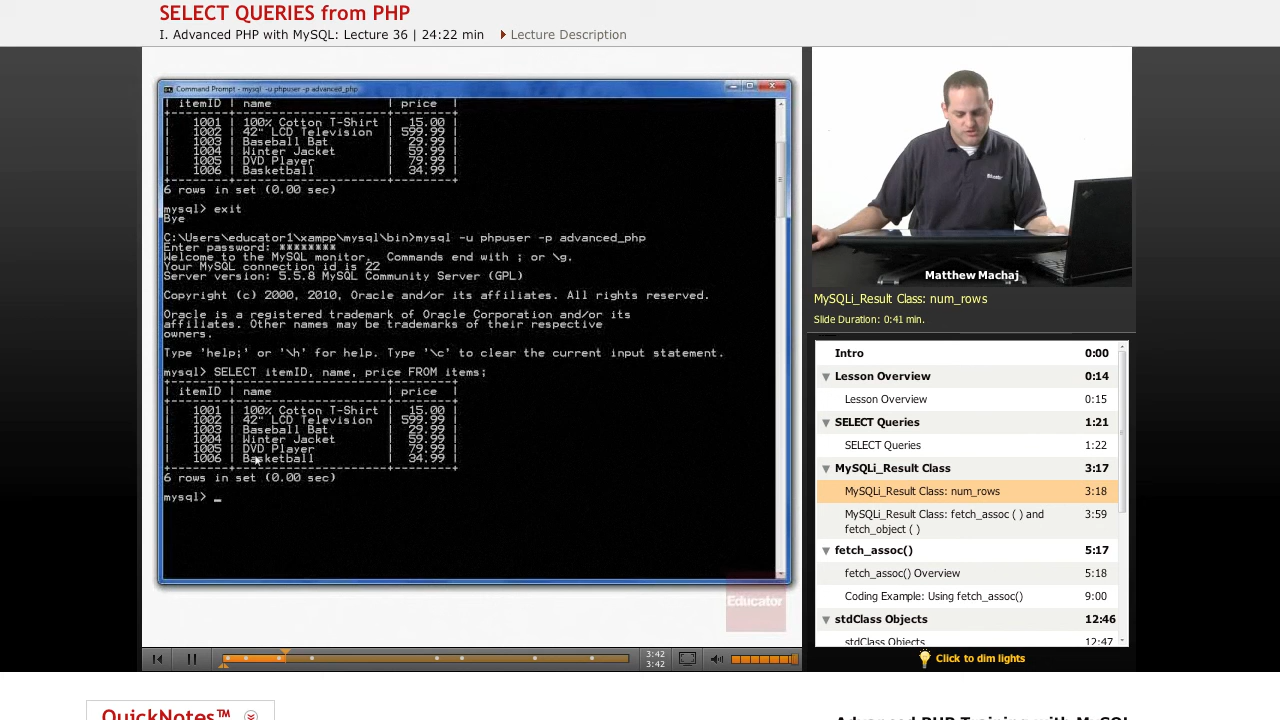 SELECT QUERIES from PHP
I. Advanced PHP with MySQL: Lecture 36 | 24:22 min
Lecture Description
Command Prompt - mysql -u phpuser -p advanced_php
| itemID | name | price |
+--------+--------------------+--------+
| 1001 | 100% Cotton T-Shirt | 15.00 |
| 1002 | 42" LCD Television | 599.99 |
| 1003 | Baseball Bat | 29.99 |
| 1004 | Winter Jacket | 59.99 |
| 1005 | DVD Player | 79.99 |
| 1006 | Basketball | 34.99 |
+--------+--------------------+--------+
6 rows in set (0.00 sec)
mysql> exit
Bye
C:\Users\educator1\xampp\mysql\bin>mysql -u phpuser -p advanced_php
Enter password: ********
Welcome to the MySQL monitor.  Commands end with ; or \g.
Your MySQL connection id is 22
Server version: 5.5.8 MySQL Community Server (GPL)
Copyright (c) 2000, 2010, Oracle and/or its affiliates. All rights reserved.
Oracle is a registered trademark of Oracle Corporation and/or its
affiliates. Other names may be trademarks of their respective
owners.
Type 'help;' or '\h' for help. Type '\c' to clear the current input statement.
mysql> SELECT itemID, name, price FROM items;
+--------+--------------------+--------+
| itemID | name | price |
+--------+--------------------+--------+
| 1001 | 100% Cotton T-Shirt | 15.00 |
| 1002 | 42" LCD Television | 599.99 |
| 1003 | Baseball Bat | 29.99 |
| 1004 | Winter Jacket | 59.99 |
| 1005 | DVD Player | 79.99 |
| 1006 | Basketball | 34.99 |
+--------+--------------------+--------+
6 rows in set (0.00 sec)
mysql> _
Educator
3:42
3:42
Matthew Machaj
MySQLi_Result Class: num_rows
Slide Duration: 0:41 min.
Intro 0:00
Lesson Overview 0:14
Lesson Overview 0:15
SELECT Queries 1:21
SELECT Queries 1:22
MySQLi_Result Class 3:17
MySQLi_Result Class: num_rows 3:18
MySQLi_Result Class: fetch_assoc ( ) and 3:59
fetch_object ( )
fetch_assoc() 5:17
fetch_assoc() Overview 5:18
Coding Example: Using fetch_assoc() 9:00
stdClass Objects 12:46
stdClass Objects 12:47
Click to dim lights
QuickNotes™
Advanced PHP Training with MySQL